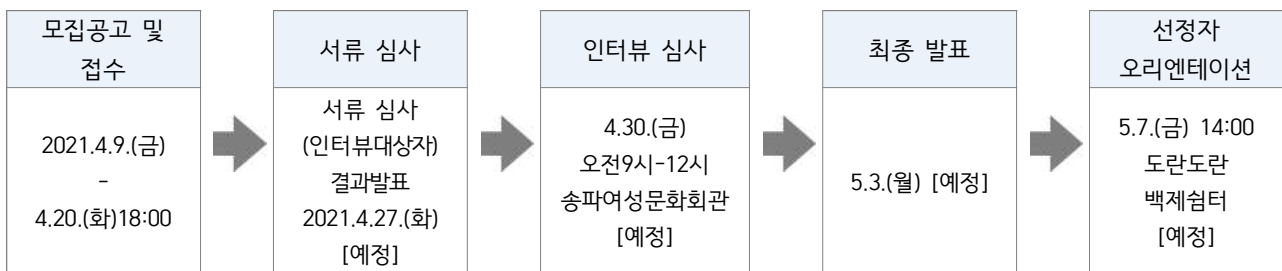 모집공고 및
접수
2021.4.9.(금)
-
4.20.(화)18:00
서류 심사
서류 심사
(인터뷰대상자)
결과발표
2021.4.27.(화)
[예정]
인터뷰 심사
4.30.(금)
오전9시-12시
송파여성문화회관
[예정]
최종 발표
5.3.(월) [예정]
선정자
오리엔테이션
5.7.(금) 14:00
도란도란
백제쉼터
[예정]